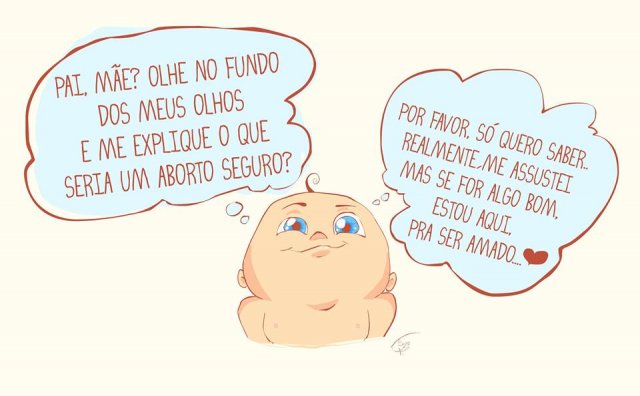 PAI, MÃE? OLHE NO FUNDO
DOS MEUS OLHOS
E ME EXPLIQUE O QUE
SERIA UM ABORTO SEGURO?
POR FAVOR, SÓ QUERO SABER..
REALMENTE ME ASSUSTEI
MAS SE FOR ALGO BOM,
ESTOU AQUI,
PRA SER AMADO...